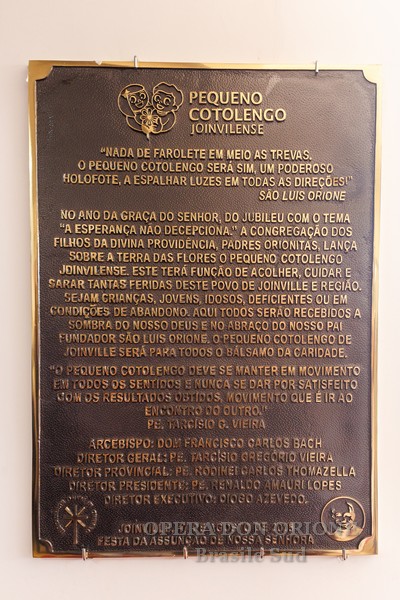 PEQUENO
COTOLENGO
JOINVILENSE
"NADA DE FAROLETE EM MEIO AS TREVAS.
O PEQUENO COTOLENGO SERÁ SIM, UM PODEROSO
HOLOFOTE, A ESPALHAR LUZES EM TODAS AS DIREÇÕES!"
SÃO LUIS ORIONE
NO ANO DA GRAÇA DO SENHOR, DO JUBILEU COM O TEMA
"A ESPERANÇA NÃO DECEPCIONA." A CONGREGAÇÃO DOS
FILHOS DA DIVINA PROVIDÊNCIA, PADRES ORIONITAS, LANÇA
SOBRE A TERRA DAS FLORES O PEQUENO COTOLENGO
JOINVILENSE. ESTE TERÁ FUNÇÃO DE ACOLHER, CUIDAR E
SARAR TANTAS FERIDAS DESTE POVO DE JOINVILLE E REGIÃO.
SEJAM CRIANÇAS, JOVENS, IDOSOS, DEFICIENTES OU EM
CONDIÇÕES DE ABANDONO. AQUI TODOS SERÃO RECEBIDOS A
SOMBRA DO NOSSO DEUS E NO ABRAÇO DO NOSSO PAI
FUNDADOR SÃO LUIS ORIONE. O PEQUENO COTOLENGO DE
JOINVILLE SERÁ PARA TODOS O BÁLSAMO DA CARIDADE.
"O PEQUENO COTOLENGO DEVE SE MANTER EM MOVIMENTO
EM TODOS OS SENTIDOS E NUNCA SE DAR POR SATISFEITO
COM OS RESULTADOS OBTIDOS, MOVIMENTO QUE É IR AO
ENCONTRO DO OUTRO."
PE. TARCÍSIO G. VIEIRA
ARCEBISPO: DOM FRANCISCO CARLOS BACH
DIRETOR GERAL: PE. TARCÍSIO GREGÓRIO VIEIRA
DIRETOR PROVINCIAL: PE. RODINEI CARLOS THOMAZELLA
DIRETOR PRESIDENTE: PE. RENALDO AMAURI LOPES
DIRETOR EXECUTIVO: DIOGO AZEVEDO.
OPERA DON ORIONE
FESTA DA ASSUNÇÃO DE NOSSA SENHORA
Brasile Sud